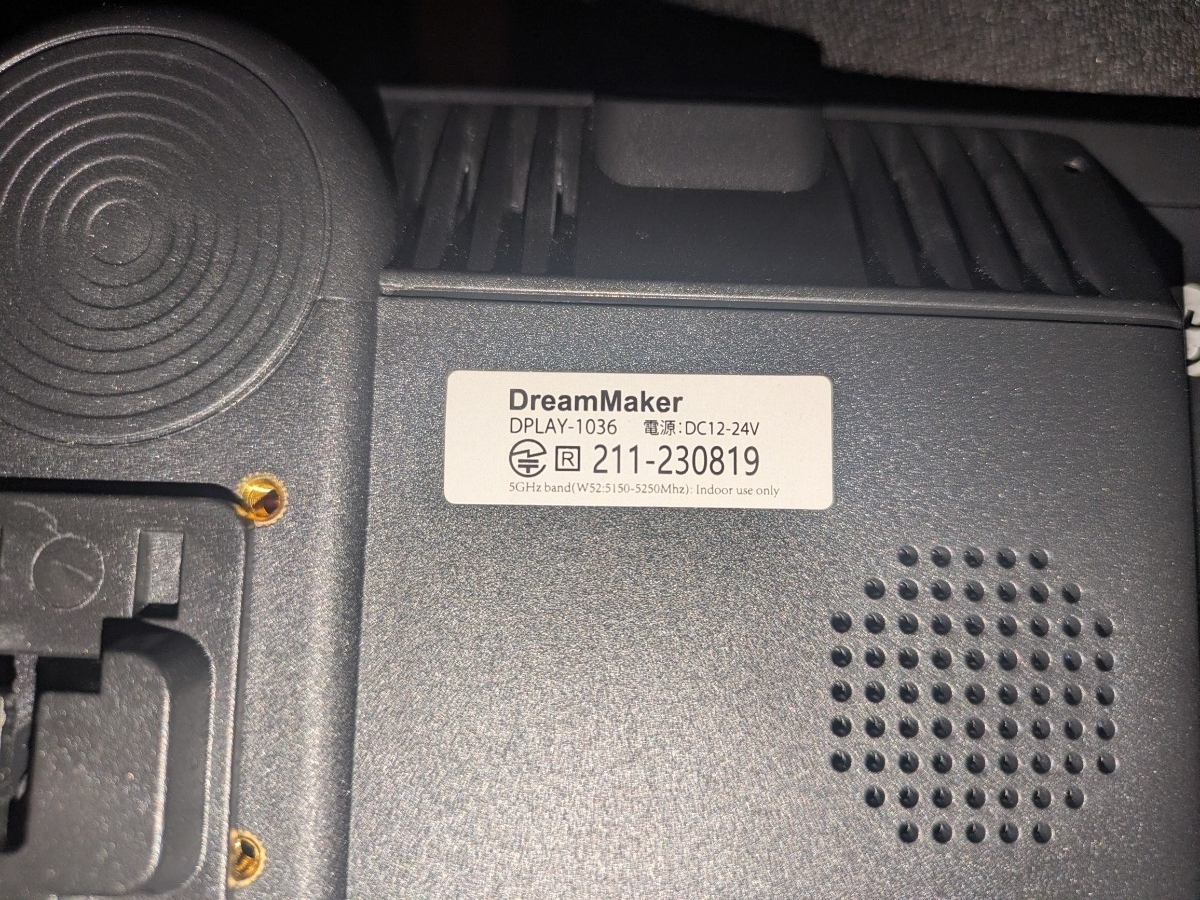 DreamMaker
DPLAY-1036 電源:DC12-24V
R 211-230819
5GHz band(W52:5150-5250Mhz): Indoor use only